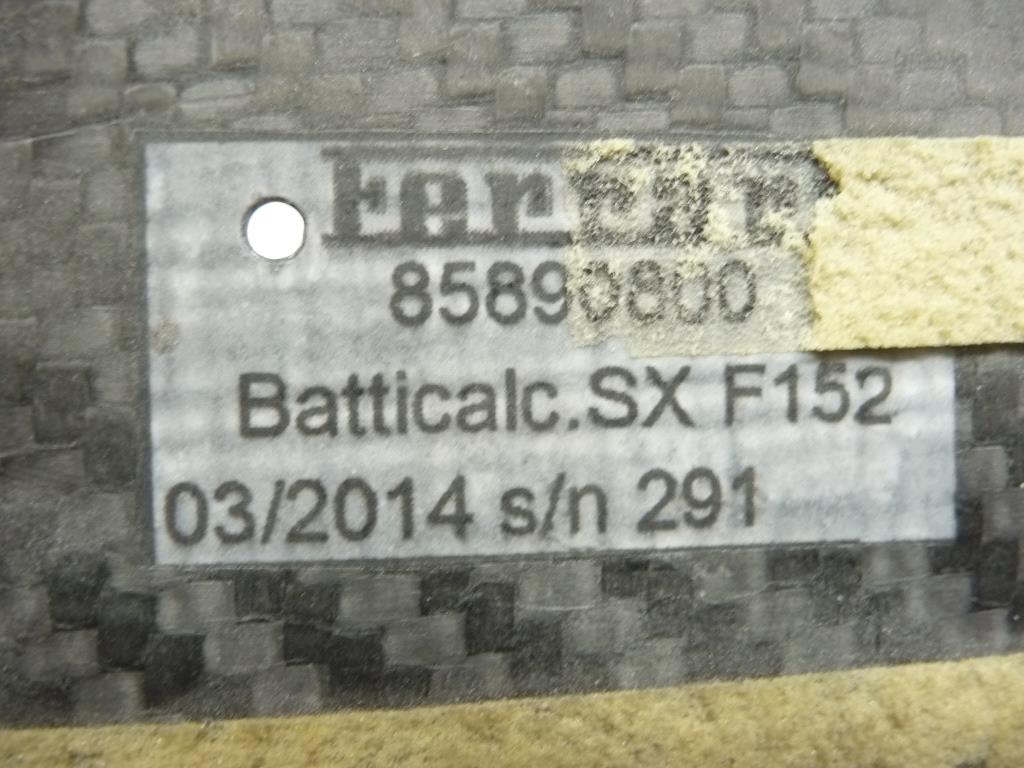 Ferrari
85890800
Batticalc.SX F152
03/2014 s/n 291